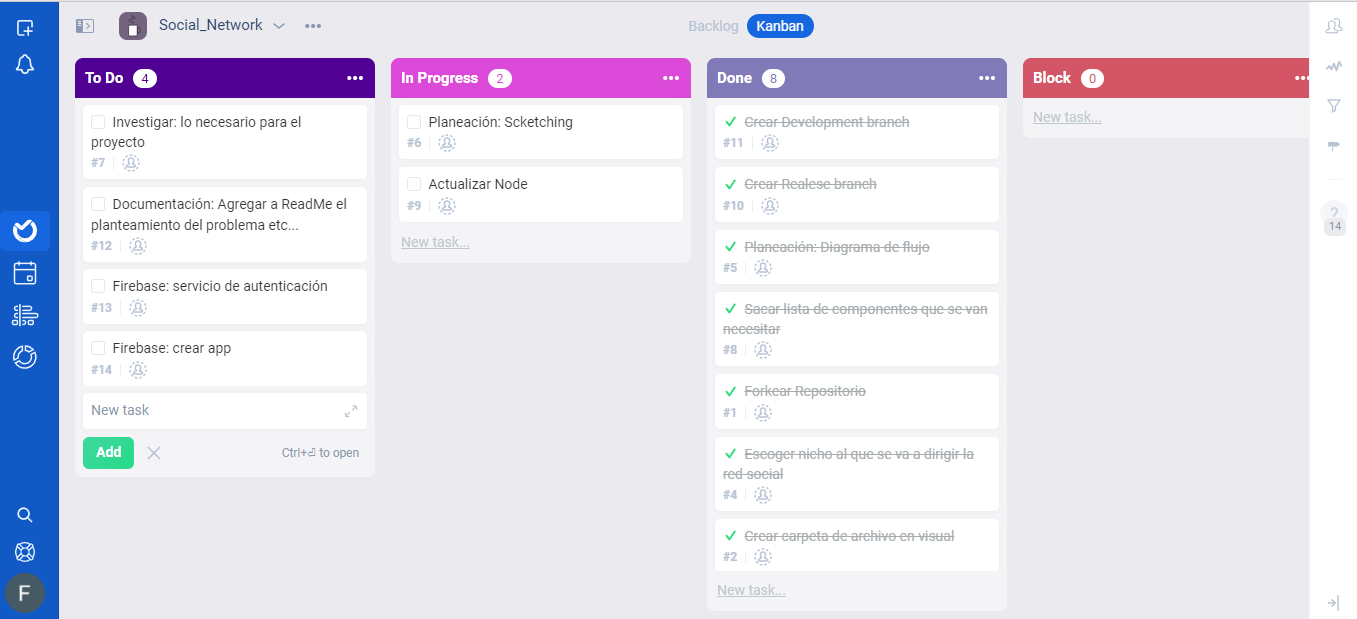 Social_Network
Backlog
Kanban
To Do 4
Investigar: lo necesario para el
proyecto
#7
Documentación: Agregar a ReadMe el
planteamiento del problema etc...
#12
Firebase: servicio de autenticación
#13
Firebase: crear app
#14
New task
Add
Ctrl+⏎ to open
In Progress 2
Planeación: Scketching
#6
Actualizar Node
#9
New task...
Done 8
Crear Development branch
#11
Crear Realese branch
#10
Planeación: Diagrama de flujo
#5
Sacar lista de componentes que se van
necesitar
#8
Forkear Repositorio
#1
Escoger nicho al que se va a dirigir la
red social
#4
Crear carpeta de archivo en visual
#2
New task...
Block 0
New task...
?
14
F